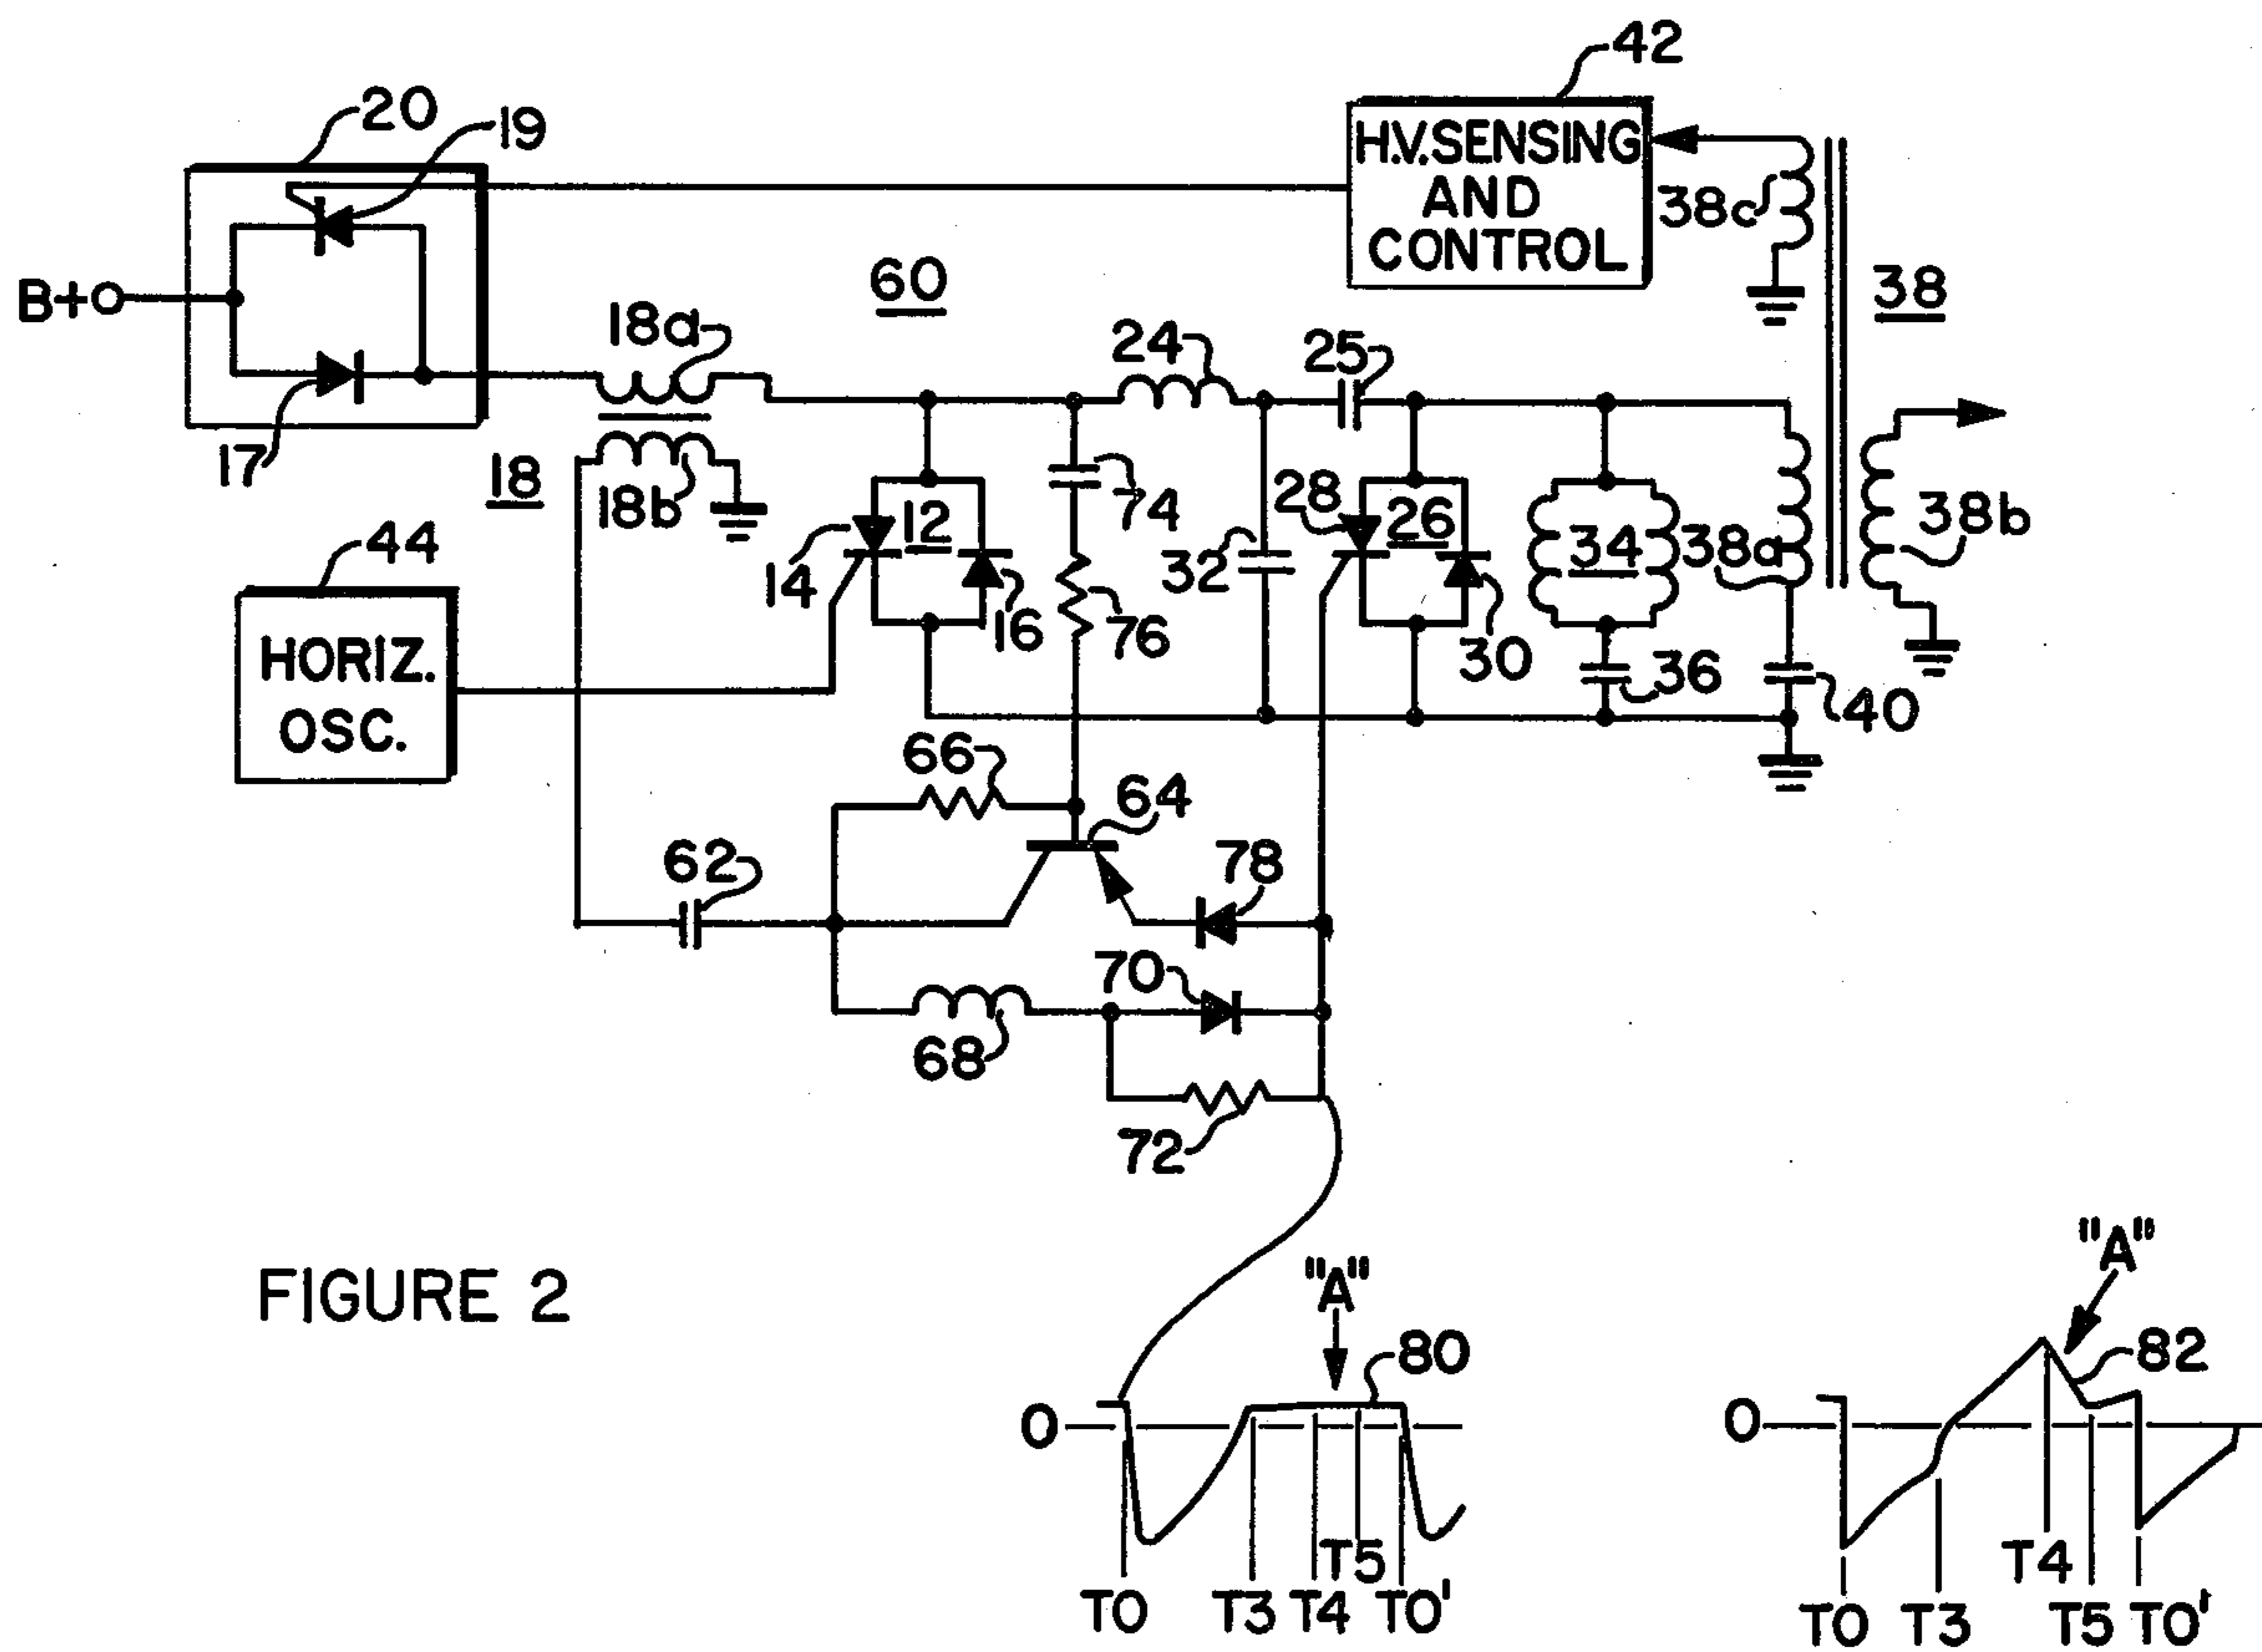 42
20
19
H.V. SENSING
AND
CONTROL
38c
38
B+
60
18a
24
25
17
18
18b
74
28
12
26
34
38a
38b
44
14
32
16
76
30
36
40
HORIZ.
OSC.
66
64
62
78
70
68
72
FIGURE 2
"A"
80
0
T0
T3
T4
T5
T0'
"A"
82
0
T0
T3
T4
T5
T0'